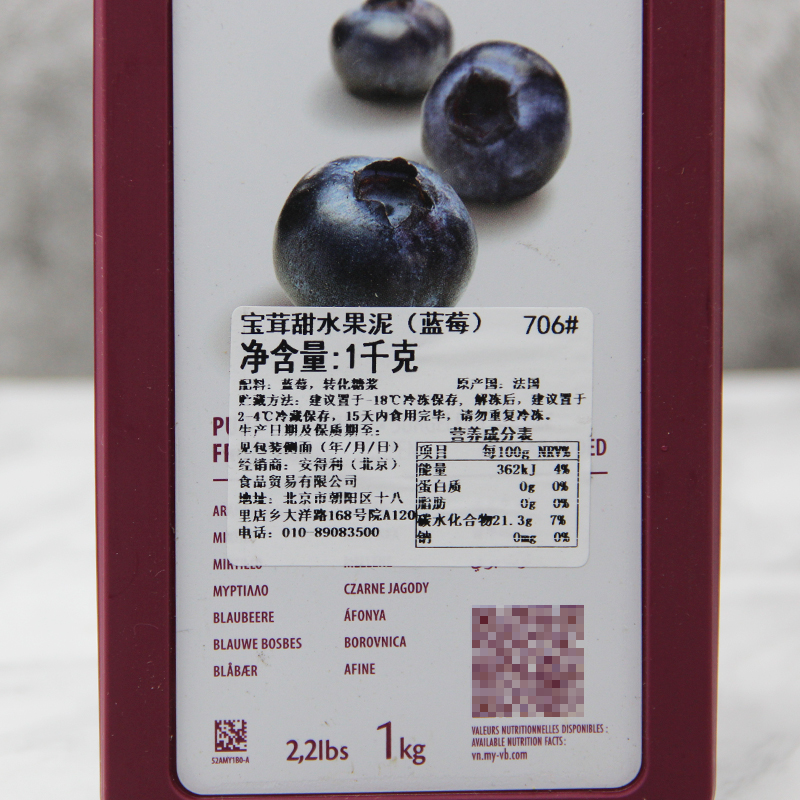 宝茸甜水果泥（蓝莓） 706#
净含量:1千克
配料：蓝莓，转化糖浆 原产国：法国
贮藏方法：建议置于-18℃冷冻保存，解冻后，建议置于
2-4℃冷藏保存，15天内食用完毕，请勿重复冷冻。
生产日期及保质期至：
见包装侧面（年/月/日）
经销商：安得利（北京）
食品贸易有限公司
地址：北京市朝阳区十八
里店乡大洋路168号院A120
电话：010-89083500
营养成分表
项目 每100g NRV%
能量 362kJ 4%
蛋白质 0g 0%
脂肪 0g 0%
碳水化合物 21.3g 7%
钠 0mg 0%
ΜΥΡΤΙΛΛΟ
BLAUBEERE
BLAUWE BOSBES
BLÅBÆR
CZARNE JAGODY
ÁFONYA
BOROVNICA
AFINE
2,2lbs 1kg
VALEURS NUTRITIONNELLES DISPONIBLES :
AVAILABLE NUTRITION FACTS :
vn.my-vb.com